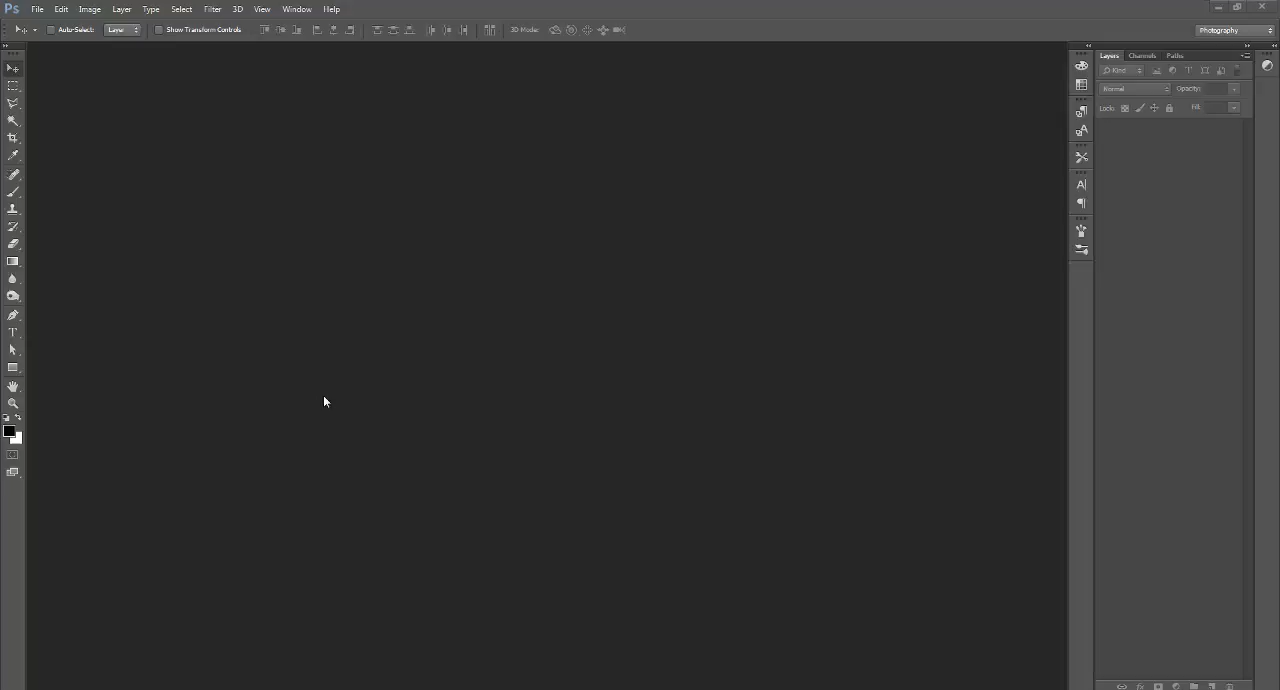 Ps File Edit Image Layer Type Select Filter 3D View Window Help
Auto-Select: Layer Show Transform Controls 3D Mode: Photography
Layers Channels Paths
Kind
Normal Opacity:
Lock: Fill: